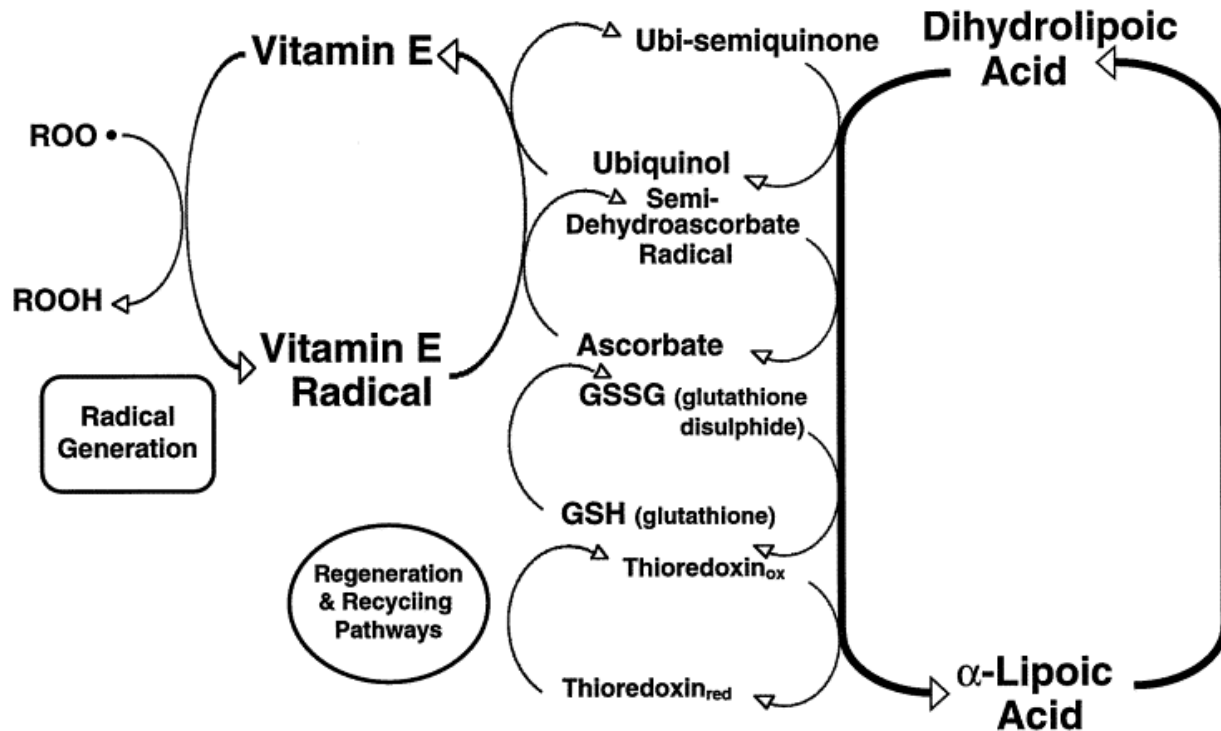 Vitamin E
ROO •
ROOH
Vitamin E
Radical
Radical
Generation
Ubi-semiquinone
Ubiquinol
Semi-
Dehydroascorbate
Radical
Ascorbate
GSSG (glutathione
disulphide)
GSH (glutathione)
Thioredoxinox
Thioredoxinred
Regeneration
& Recyciing
Pathways
Dihydrolipoic
Acid
α-Lipoic
Acid